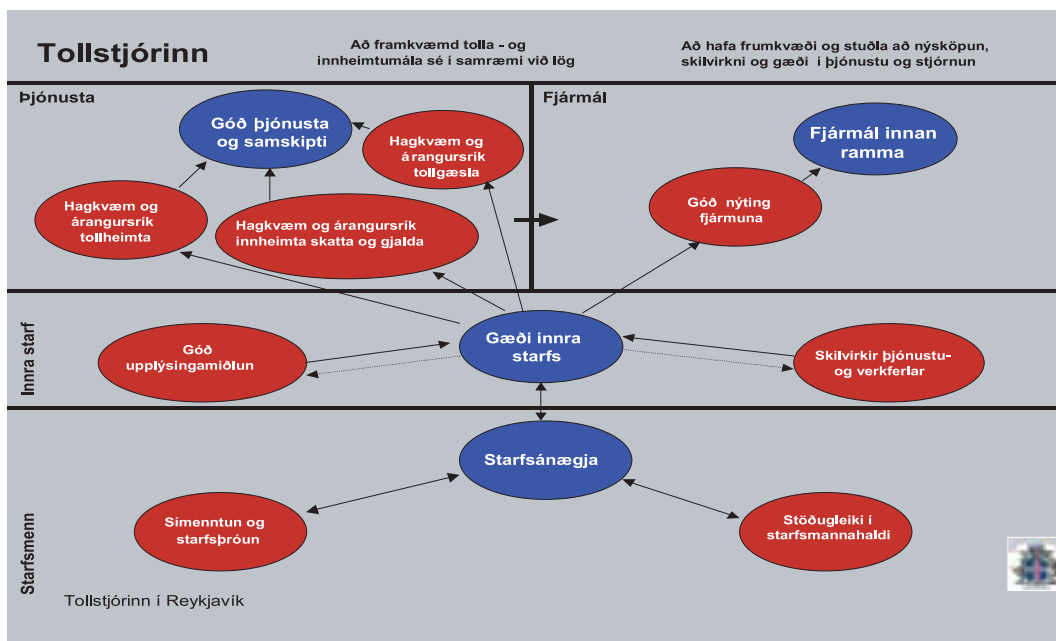 Tollstjórinn
Að framkvæmd tolla - og
innheimtumála sé í samræmi við lög
Að hafa frumkvæði og stuðla að nýsköpun,
skilvirkni og gæði í þjónustu og stjórnun
Þjónusta
Góð þjónusta
og samskipti
Hagkvæm og
árangursrík
tollgæsla
Hagkvæm og
árangursrík
tollheimta
Hagkvæm og árangursrík
innheimta skatta og gjalda
Fjármál
Fjármál innan
ramma
Góð nýting
fjármuna
Innra starf
Góð
upplýsingamiðlun
Gæði innra
starfs
Skilvirkir þjónustu-
og verkferlar
Starfsmenn
Starfsánægja
Símenntun og
starfsþróun
Stöðugleiki í
starfsmannahaldi
Tollstjórinn í Reykjavík